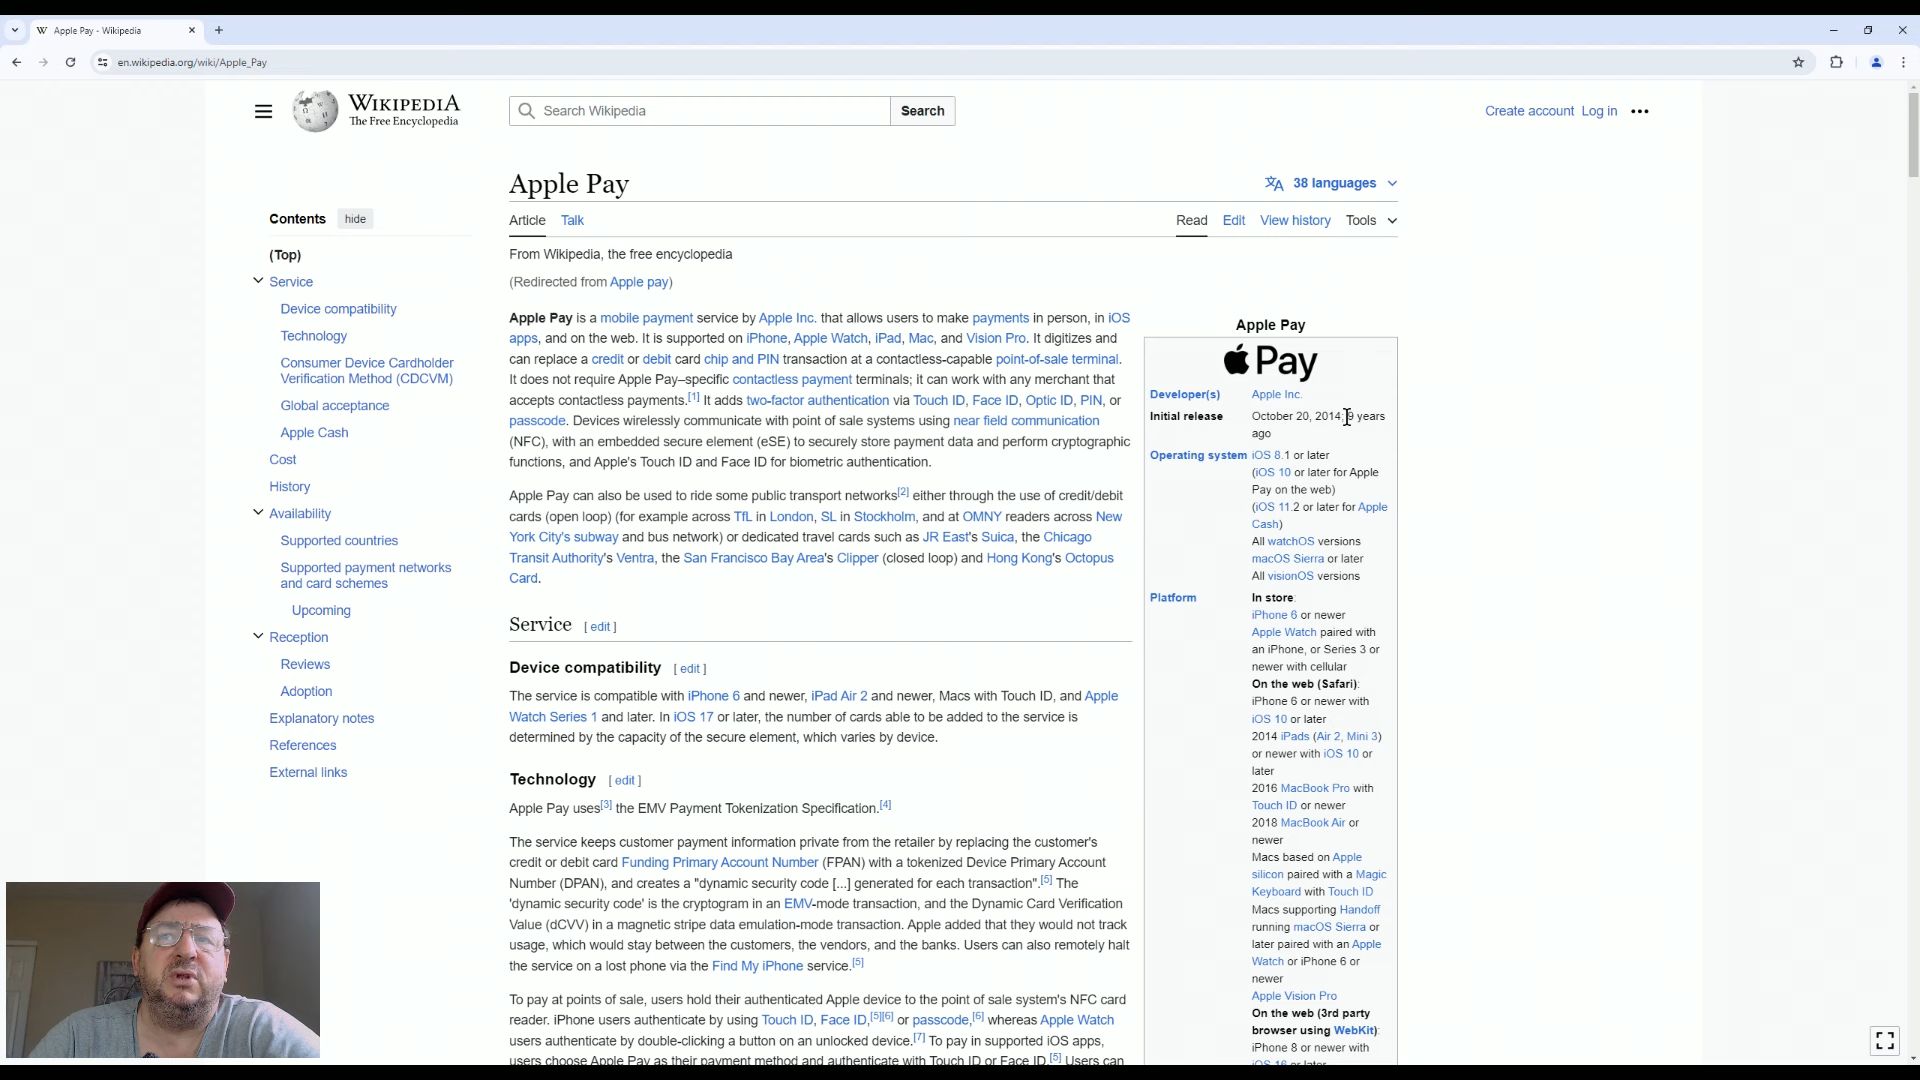 Apple Pay - Wikipedia
en.wikipedia.org/wiki/Apple_Pay
WIKIPEDIA
The Free Encyclopedia
Search Wikipedia
Search
Create account Log in
Contents hide
(Top)
Service
Device compatibility
Technology
Consumer Device Cardholder
Verification Method (CDCVM)
Global acceptance
Apple Cash
Cost
History
Availability
Supported countries
Supported payment networks
and card schemes
Upcoming
Reception
Reviews
Adoption
Explanatory notes
References
External links
Apple Pay
38 languages
Article Talk
Read Edit View history Tools
From Wikipedia, the free encyclopedia
(Redirected from Apple pay)
Apple Pay is a mobile payment service by Apple Inc. that allows users to make payments in person, in iOS
apps, and on the web. It is supported on iPhone, Apple Watch, iPad, Mac, and Vision Pro. It digitizes and
can replace a credit or debit card chip and PIN transaction at a contactless-capable point-of-sale terminal.
It does not require Apple Pay–specific contactless payment terminals; it can work with any merchant that
accepts contactless payments.[1] It adds two-factor authentication via Touch ID, Face ID, Optic ID, PIN, or
passcode. Devices wirelessly communicate with point of sale systems using near field communication
(NFC), with an embedded secure element (eSE) to securely store payment data and perform cryptographic
functions, and Apple's Touch ID and Face ID for biometric authentication.
Apple Pay can also be used to ride some public transport networks[2] either through the use of credit/debit
cards (open loop) (for example across TfL in London, SL in Stockholm, and at OMNY readers across New
York City's subway and bus network) or dedicated travel cards such as JR East's Suica, the Chicago
Transit Authority's Ventra, the San Francisco Bay Area's Clipper (closed loop) and Hong Kong's Octopus
Card.
Service [ edit ]
Device compatibility [ edit ]
The service is compatible with iPhone 6 and newer, iPad Air 2 and newer, Macs with Touch ID, and Apple
Watch Series 1 and later. In iOS 17 or later, the number of cards able to be added to the service is
determined by the capacity of the secure element, which varies by device.
Technology [ edit ]
Apple Pay uses[3] the EMV Payment Tokenization Specification.[4]
The service keeps customer payment information private from the retailer by replacing the customer's
credit or debit card Funding Primary Account Number (FPAN) with a tokenized Device Primary Account
Number (DPAN), and creates a "dynamic security code [...] generated for each transaction".[5] The
'dynamic security code' is the cryptogram in an EMV-mode transaction, and the Dynamic Card Verification
Value (dCVV) in a magnetic stripe data emulation-mode transaction. Apple added that they would not track
usage, which would stay between the customers, the vendors, and the banks. Users can also remotely halt
the service on a lost phone via the Find My iPhone service.[5]
To pay at points of sale, users hold their authenticated Apple device to the point of sale system's NFC card
reader. iPhone users authenticate by using Touch ID, Face ID,[5][6] or passcode,[6] whereas Apple Watch
users authenticate by double-clicking a button on an unlocked device.[7] To pay in supported iOS apps,
users choose Apple Pay as their payment method and authenticate with Touch ID or Face ID.[5] Users can
Apple Pay
Pay
Developer(s) Apple Inc.
Initial release October 20, 2014; 9 years
ago
Operating system iOS 8.1 or later
(iOS 10 or later for Apple
Pay on the web)
(iOS 11.2 or later for Apple
Cash)
All watchOS versions
macOS Sierra or later
All visionOS versions
Platform In store:
iPhone 6 or newer
Apple Watch paired with
an iPhone, or Series 3 or
newer with cellular
On the web (Safari):
iPhone 6 or newer with
iOS 10 or later
2014 iPads (Air 2, Mini 3)
or newer with iOS 10 or
later
2016 MacBook Pro with
Touch ID or newer
2018 MacBook Air or
newer
Macs based on Apple
silicon paired with a Magic
Keyboard with Touch ID
Macs supporting Handoff
running macOS Sierra or
later paired with an Apple
Watch or iPhone 6 or
newer
Apple Vision Pro
On the web (3rd party
browser using WebKit):
iPhone 8 or newer with
iOS 16 or later